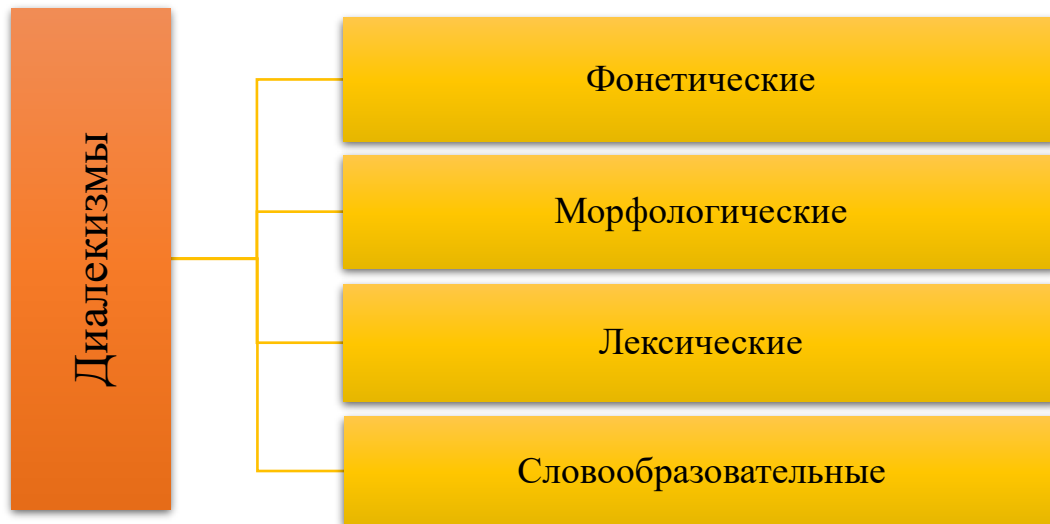 Диалекизмы
Фонетические
Морфологические
Лексические
Словообразовательные